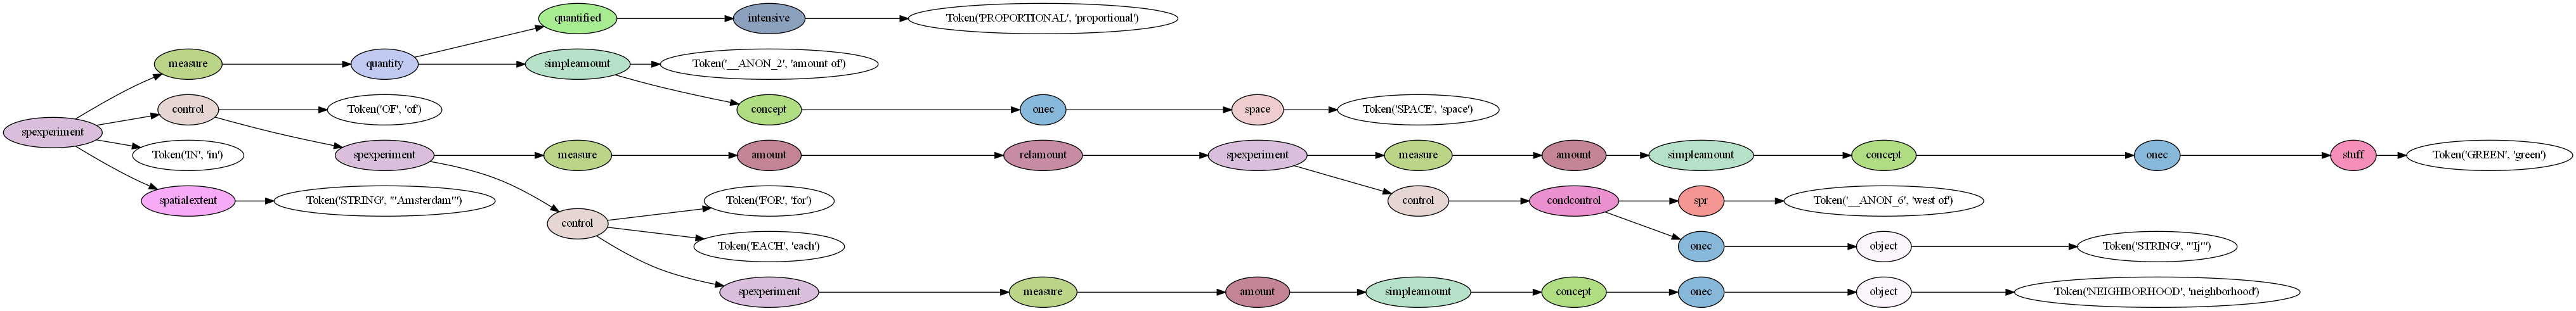 quantified intensive Token('PROPORTIONAL', 'proportional')
measure quantity simpleamount Token('__ANON_2', 'amount of')
control Token('OF', 'of') concept onec space Token('SPACE', 'space')
spexperiment
Token('IN', 'in') spexperiment measure amount relamount spexperiment measure amount simpleamount concept onec stuff Token('GREEN', 'green')
spatialextent Token('STRING', "'Amsterdam'") Token('FOR', 'for') control condcontrol spr Token('__ANON_6', 'west of')
control
Token('EACH', 'each') onec object Token('STRING', "'Ij'")
spexperiment measure amount simpleamount concept onec object Token('NEIGHBORHOOD', 'neighborhood')